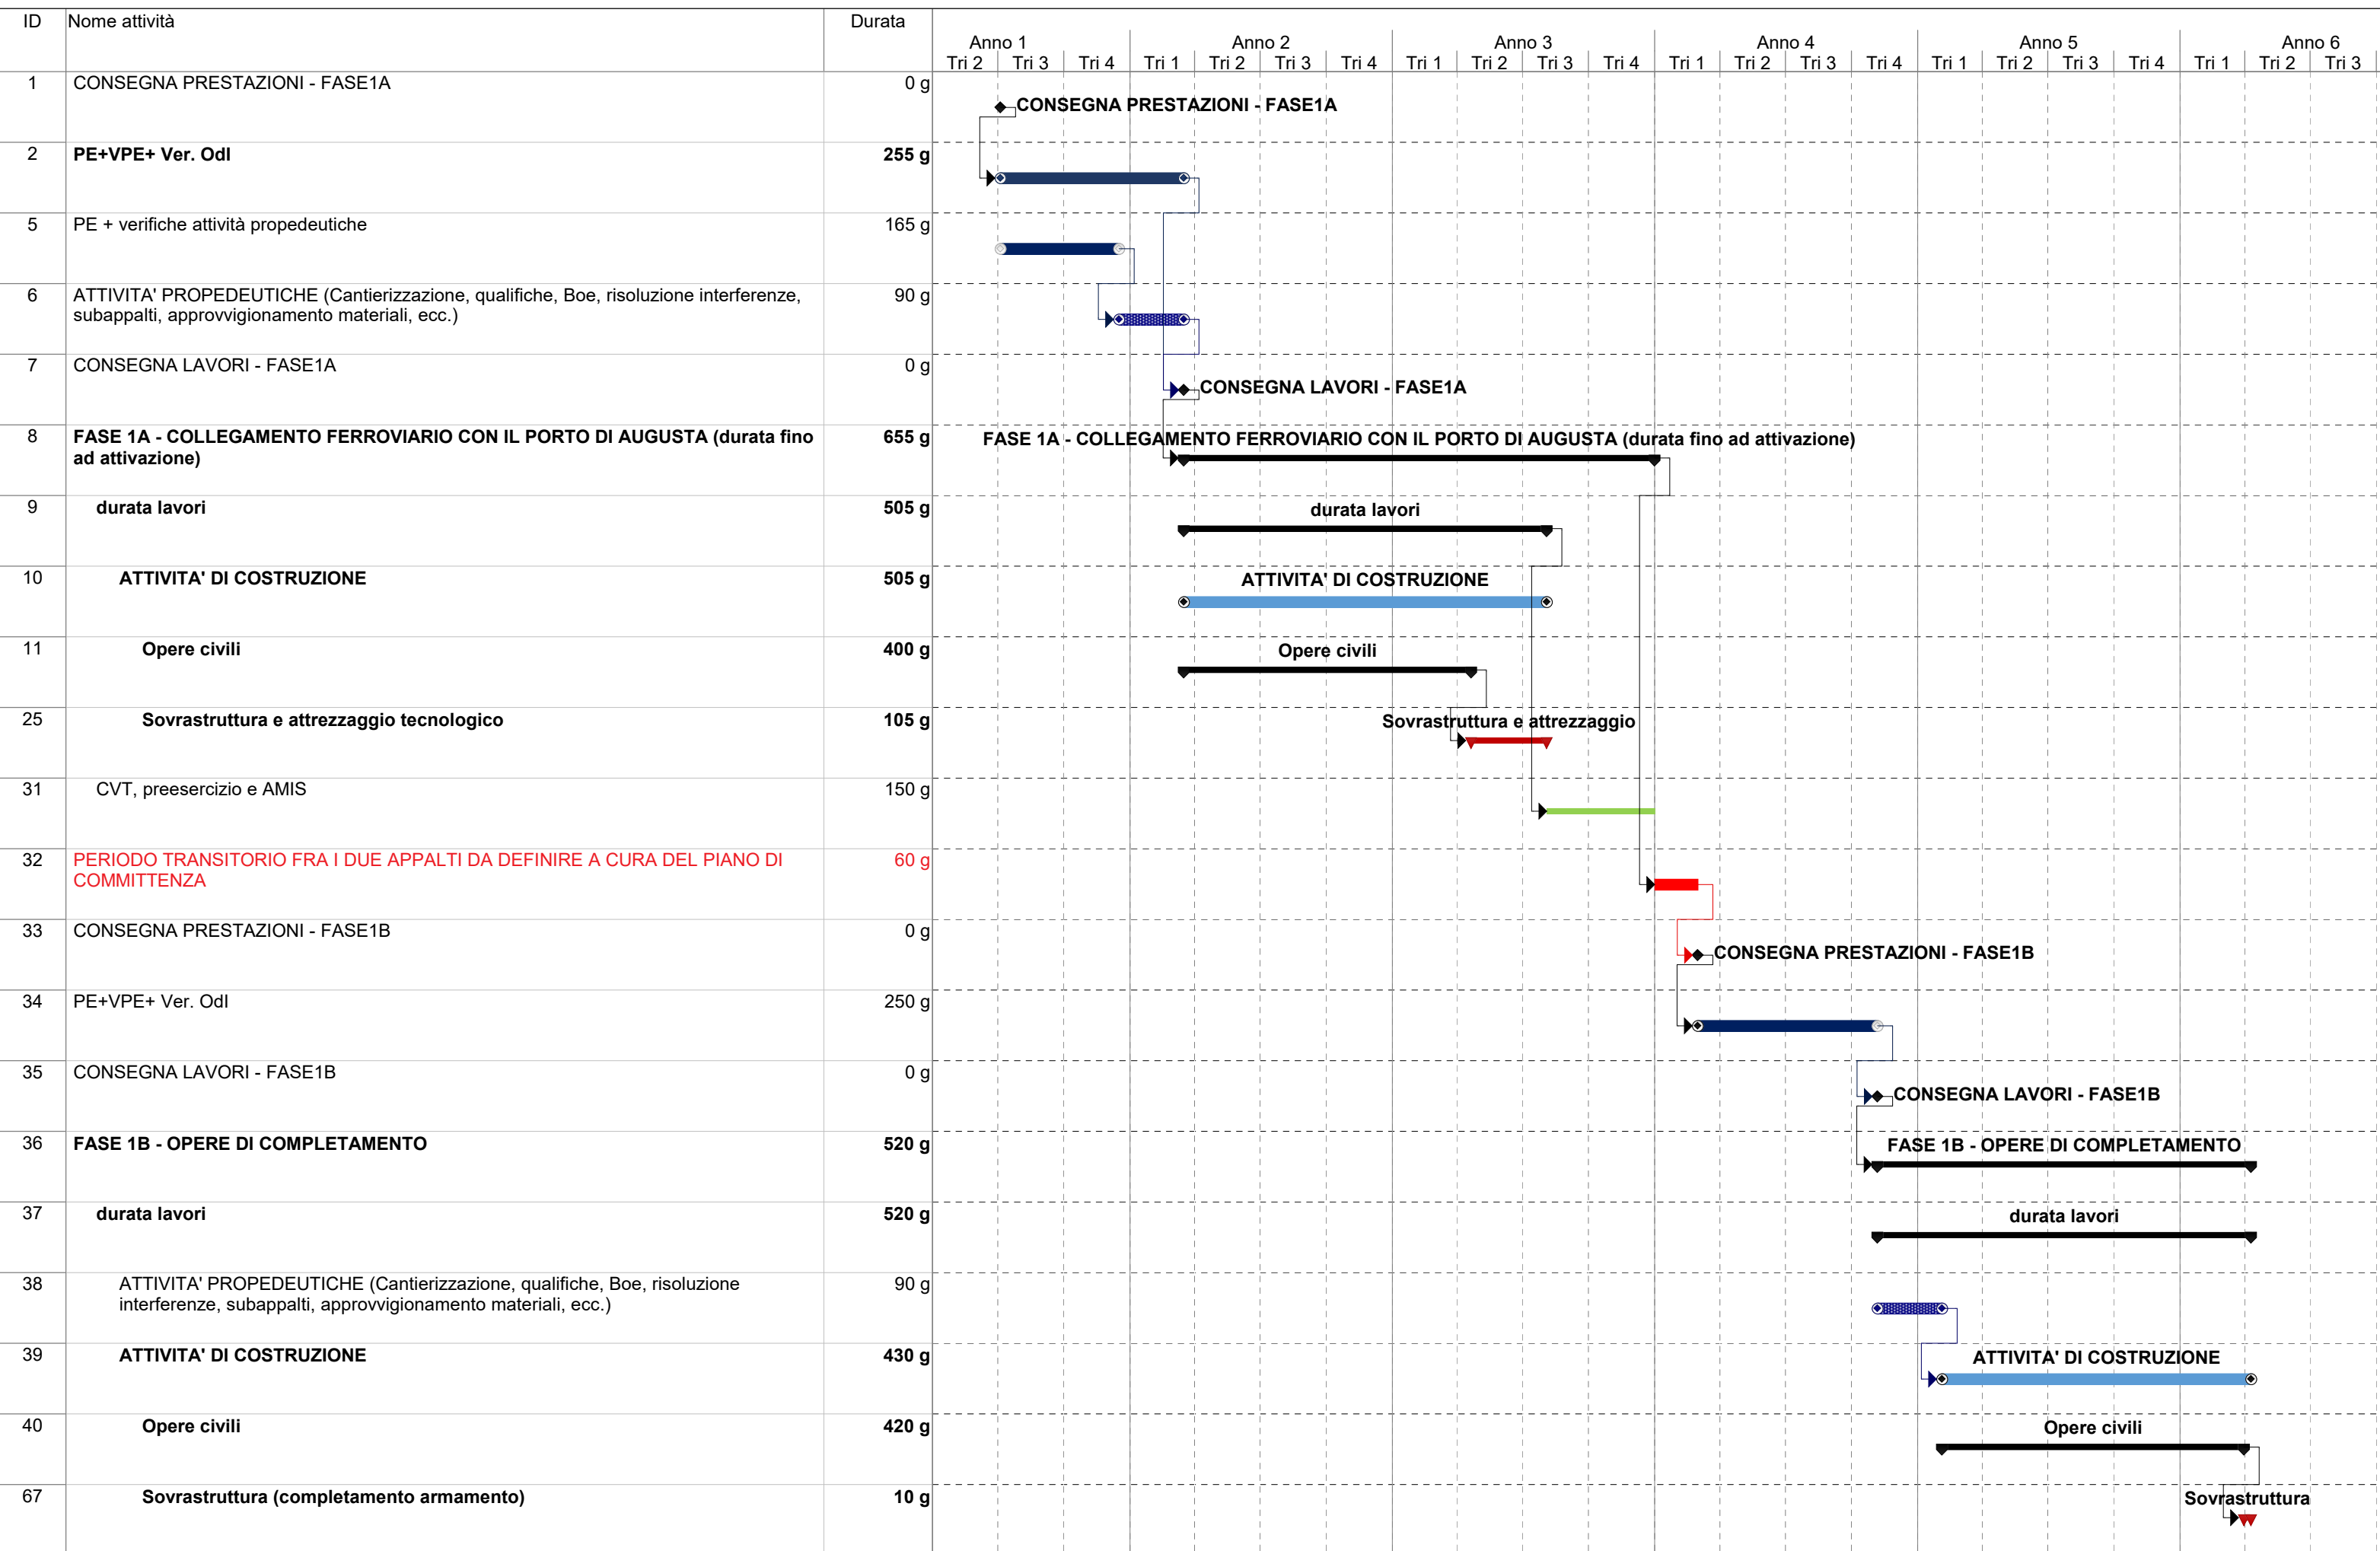 ID Nome attività Durata
Anno 1 Anno 2 Anno 3 Anno 4 Anno 5 Anno 6
Tri 2 Tri 3 Tri 4 Tri 1 Tri 2 Tri 3 Tri 4 Tri 1 Tri 2 Tri 3 Tri 4 Tri 1 Tri 2 Tri 3 Tri 4 Tri 1 Tri 2 Tri 3 Tri 4 Tri 1 Tri 2 Tri 3
1 CONSEGNA PRESTAZIONI - FASE1A 0 g
CONSEGNA PRESTAZIONI - FASE1A
2 PE+VPE+ Ver. OdI 255 g
5 PE + verifiche attività propedeutiche 165 g
6 ATTIVITA' PROPEDEUTICHE (Cantierizzazione, qualifiche, Boe, risoluzione interferenze, 90 g
subappalti, approvvigionamento materiali, ecc.)
7 CONSEGNA LAVORI - FASE1A 0 g
CONSEGNA LAVORI - FASE1A
8 FASE 1A - COLLEGAMENTO FERROVIARIO CON IL PORTO DI AUGUSTA (durata fino 655 g
ad attivazione)
FASE 1A - COLLEGAMENTO FERROVIARIO CON IL PORTO DI AUGUSTA (durata fino ad attivazione)
9 durata lavori 505 g
durata lavori
10 ATTIVITA' DI COSTRUZIONE 505 g
ATTIVITA' DI COSTRUZIONE
11 Opere civili 400 g
Opere civili
25 Sovrastruttura e attrezzaggio tecnologico 105 g
Sovrastruttura e attrezzaggio
31 CVT, preesercizio e AMIS 150 g
32 PERIODO TRANSITORIO FRA I DUE APPALTI DA DEFINIRE A CURA DEL PIANO DI 60 g
COMMITTENZA
33 CONSEGNA PRESTAZIONI - FASE1B 0 g
CONSEGNA PRESTAZIONI - FASE1B
34 PE+VPE+ Ver. OdI 250 g
35 CONSEGNA LAVORI - FASE1B 0 g
CONSEGNA LAVORI - FASE1B
36 FASE 1B - OPERE DI COMPLETAMENTO 520 g
FASE 1B - OPERE DI COMPLETAMENTO
37 durata lavori 520 g
durata lavori
38 ATTIVITA' PROPEDEUTICHE (Cantierizzazione, qualifiche, Boe, risoluzione 90 g
interferenze, subappalti, approvvigionamento materiali, ecc.)
39 ATTIVITA' DI COSTRUZIONE 430 g
ATTIVITA' DI COSTRUZIONE
40 Opere civili 420 g
Opere civili
67 Sovrastruttura (completamento armamento) 10 g
Sovrastruttura